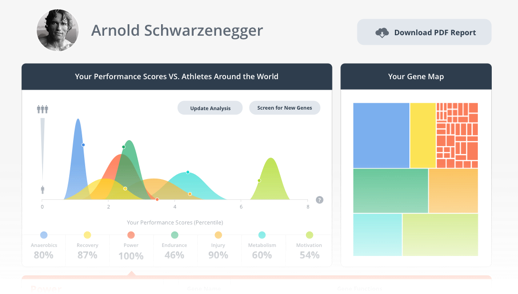 Arnold Schwarzenegger
Download PDF Report
Your Performance Scores VS. Athletes Around the World
Your Gene Map
Update Analysis
Screen for New Genes
0 2 4 6 8
?
Your Performance Scores (Percentile)
Anaerobics Recovery Power Endurance Injury Metabolism Motivation
80% 87% 100% 46% 90% 60% 54%